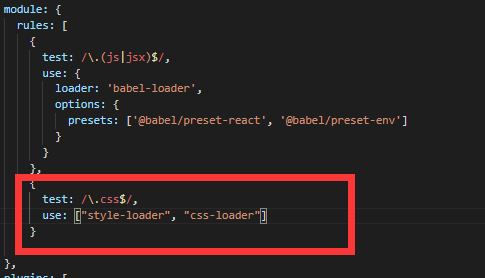 module: {
rules: [
{
test: /\.(js|jsx)$/,
use: {
loader: 'babel-loader',
options: {
presets: ['@babel/preset-react', '@babel/preset-env']
}
}
},
{
test: /\.css$/,
use: ["style-loader", "css-loader"]
}
},
plugins: [